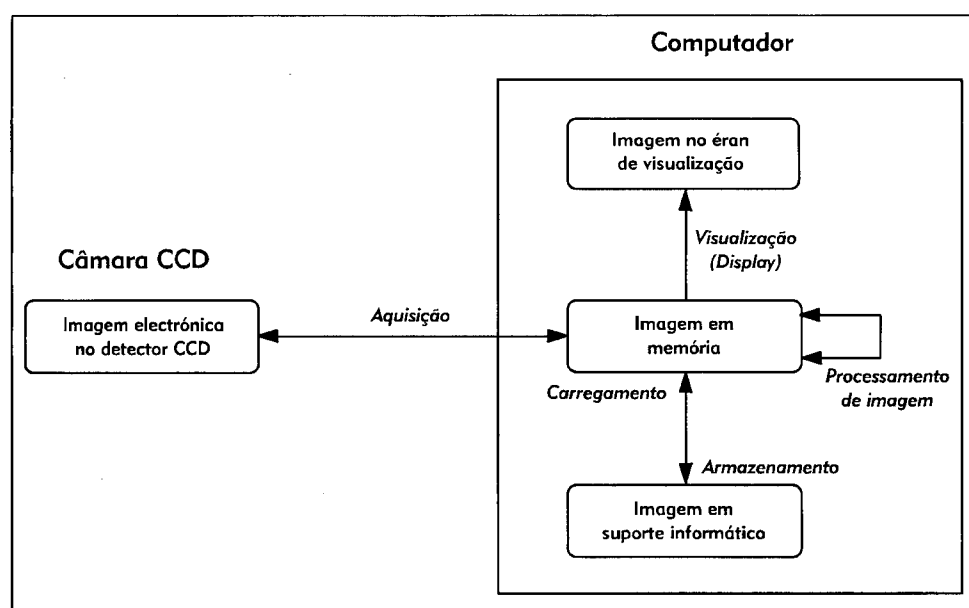 Computador
Imagem no éran
de visualização
Visualização
(Display)
Câmara CCD
Imagem electrónica
no detector CCD
Aquisição
Imagem em
memória
Processamento
de imagem
Carregamento
Armazenamento
Imagem em
suporte informático